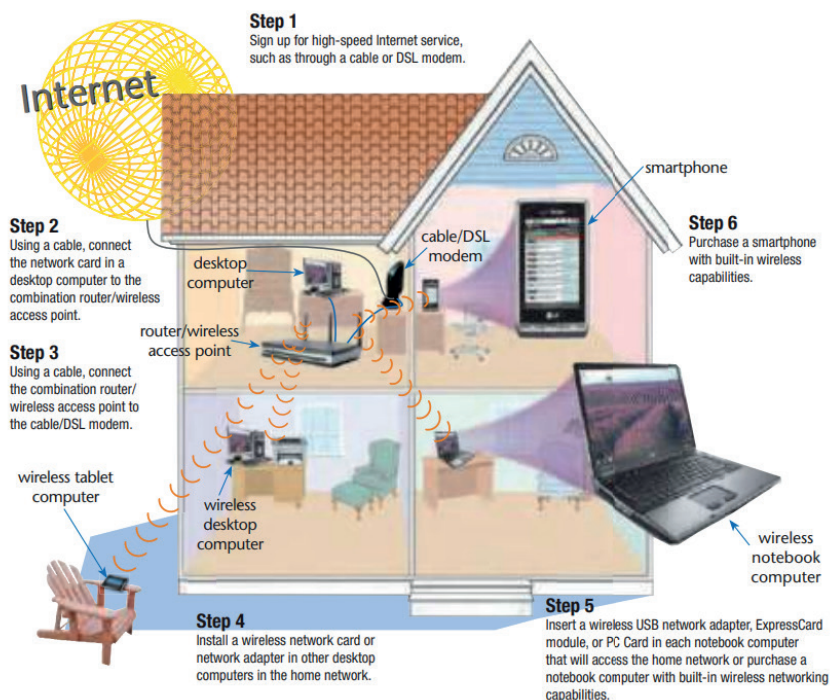 Step 1
Sign up for high-speed Internet service,
such as through a cable or DSL modem.
Internet
smartphone
Step 2
Using a cable, connect
the network card in a
desktop computer to the
combination router/wireless
access point.
desktop
computer
cable/DSL
modem
Step 6
Purchase a smartphone
with built-in wireless
capabilities.
router/wireless
access point
Step 3
Using a cable, connect
the combination router/
wireless access point to
the cable/DSL modem.
wireless tablet
computer
wireless
desktop
computer
wireless
notebook
computer
Step 4
Install a wireless network card or
network adapter in other desktop
computers in the home network.
Step 5
Insert a wireless USB network adapter, ExpressCard
module, or PC Card in each notebook computer
that will access the home network or purchase a
notebook computer with built-in wireless networking
capabilities.